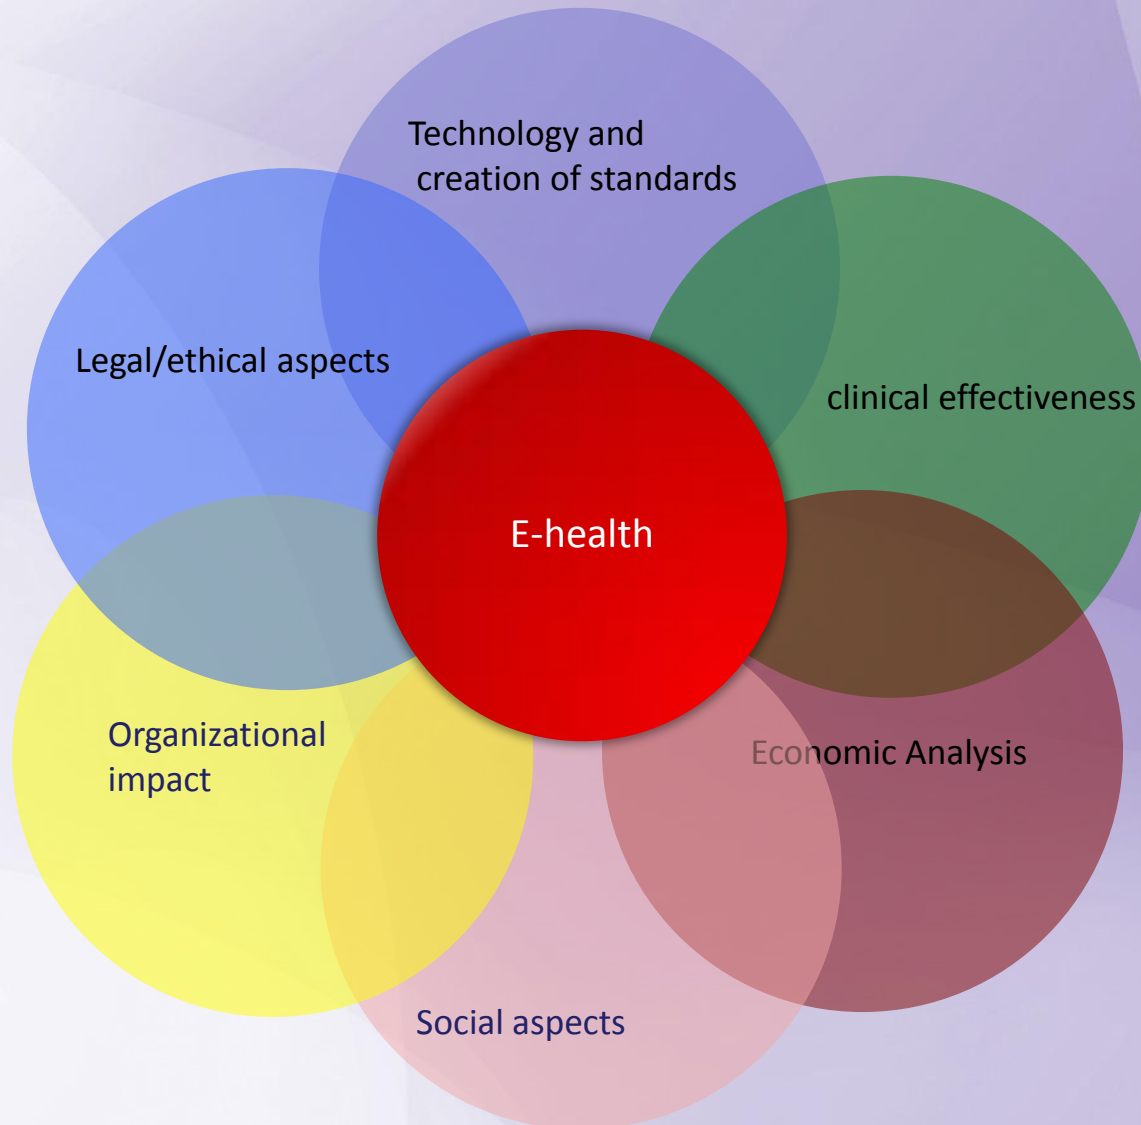 Technology and
creation of standards
Legal/ethical aspects
clinical effectiveness
E-health
Organizational
impact
Economic Analysis
Social aspects